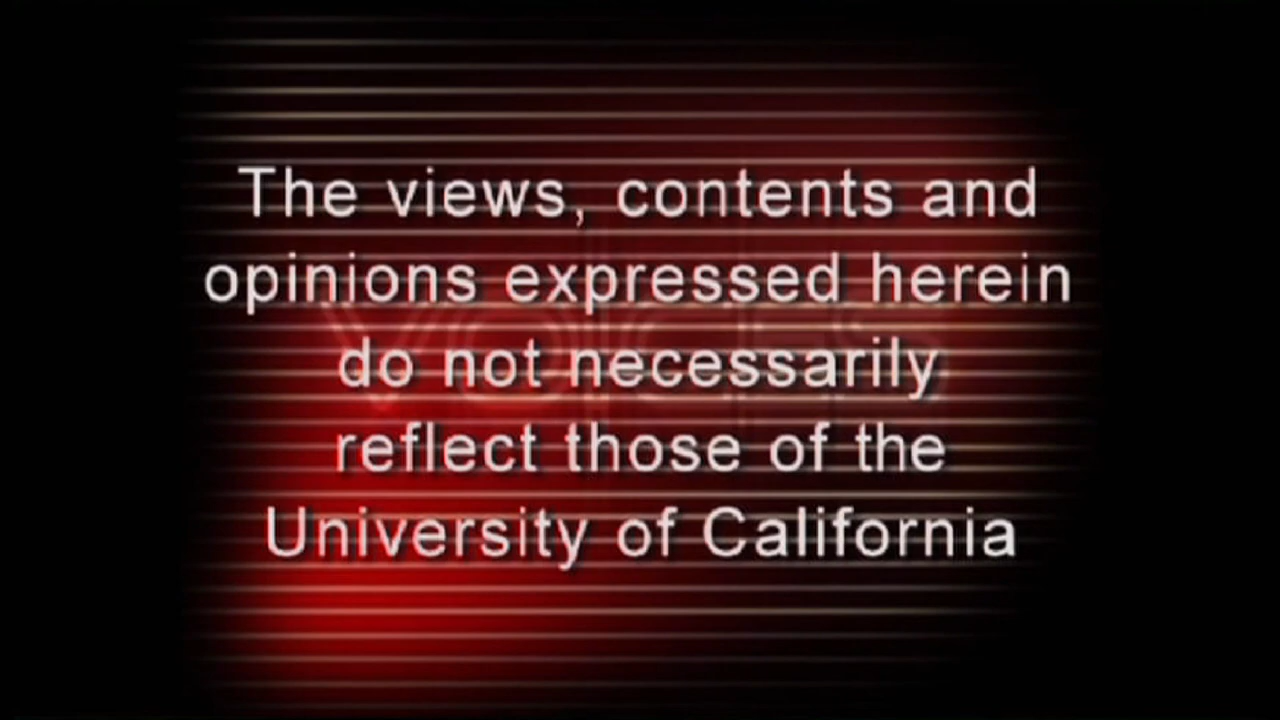 The views, contents and
opinions expressed herein
do not necessarily
reflect those of the
University of California